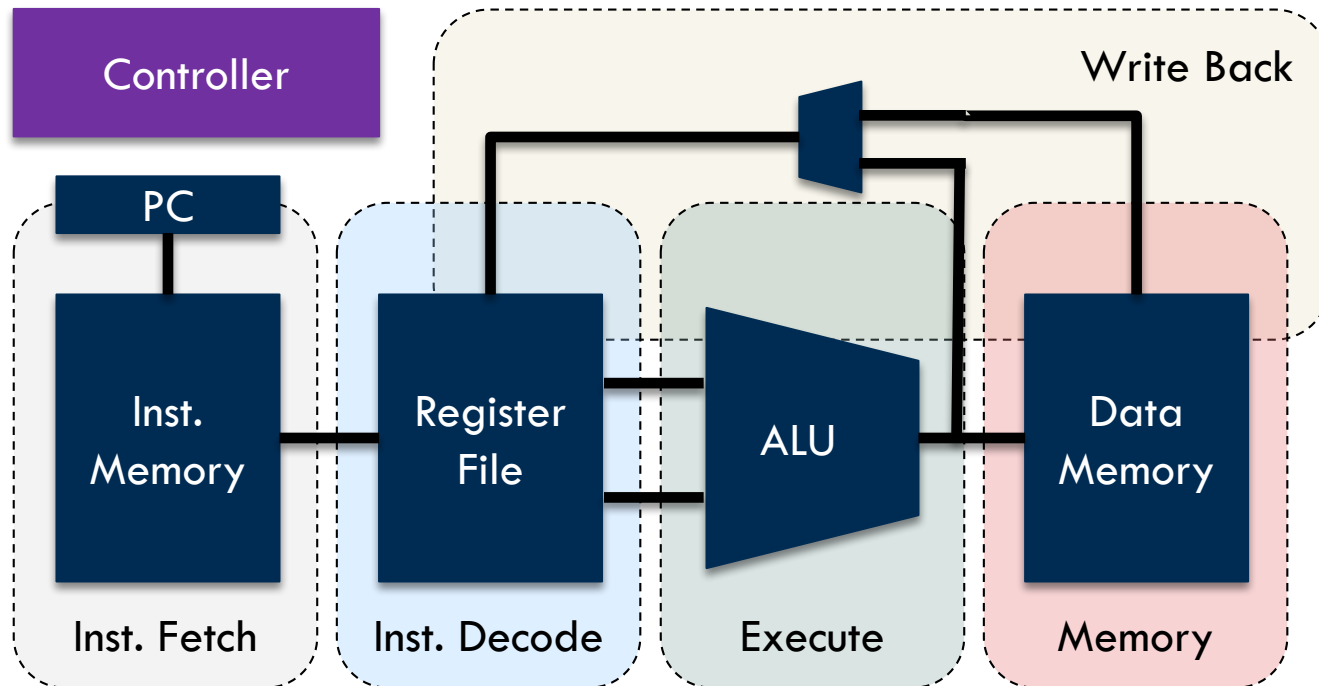 Controller
Write Back
PC
Inst.
Memory
Register
File
ALU
Data
Memory
Inst. Fetch
Inst. Decode
Execute
Memory